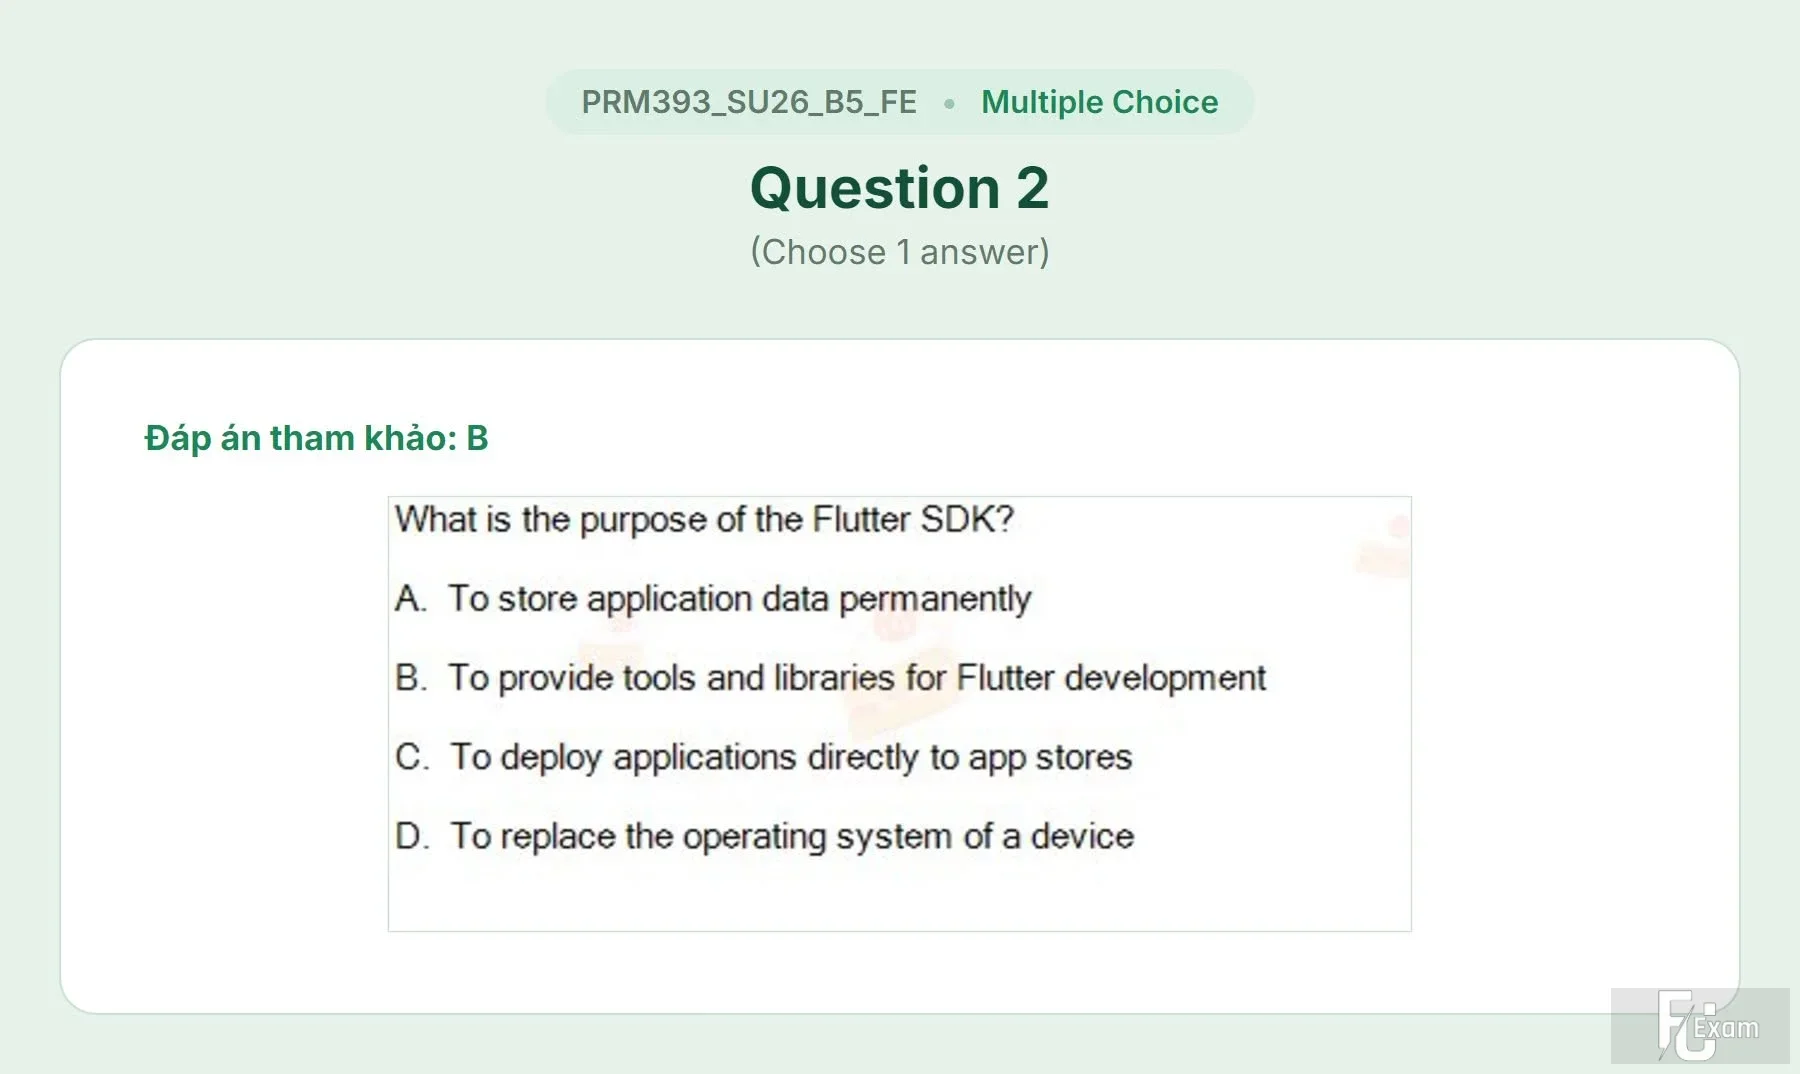 PRM393_SU26_B5_FE • Multiple Choice
Question 2
(Choose 1 answer)
Đáp án tham khảo: B
What is the purpose of the Flutter SDK?
A. To store application data permanently
B. To provide tools and libraries for Flutter development
C. To deploy applications directly to app stores
D. To replace the operating system of a device
FU Exam